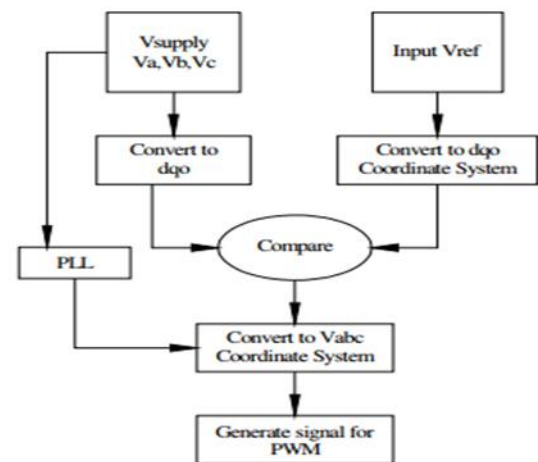 Vsupply
Va,Vb,Vc
Input Vref
Convert to
dqo
Convert to dqo
Coordinate System
Compare
PLL
Convert to Vabc
Coordinate System
Generate signal for
PWM